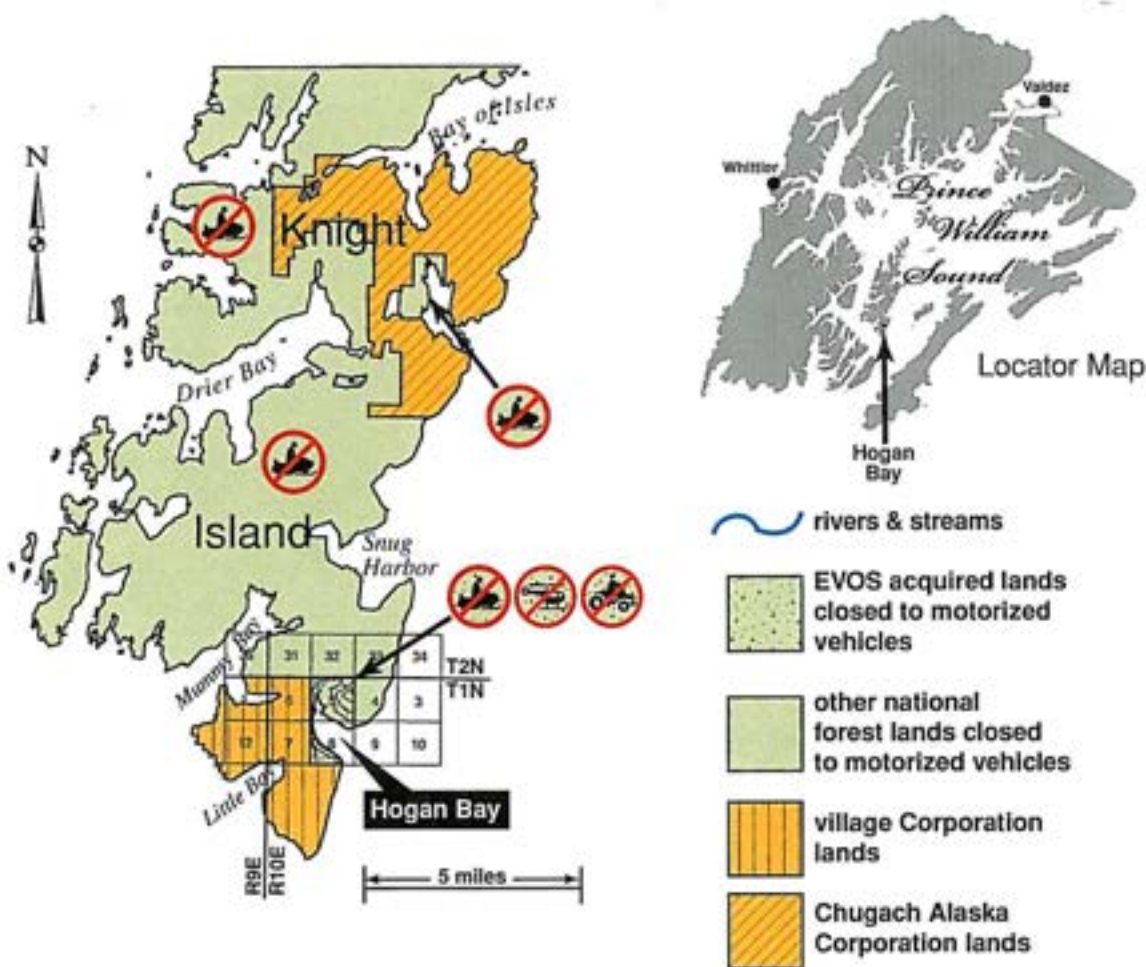 N
Bay of Isles
Knight
Drier Bay
Island
Snug
Harbor
Mummy Bay
31
32
33
34
T2N
T1N
4
3
12
7
8
9
10
Little Bay
Hogan Bay
R9E
R10E
5 miles
Valdez
Whittier
Prince
William
Sound
Locator Map
Hogan
Bay
rivers & streams
EVOS acquired lands
closed to motorized
vehicles
other national
forest lands closed
to motorized vehicles
village Corporation
lands
Chugach Alaska
Corporation lands